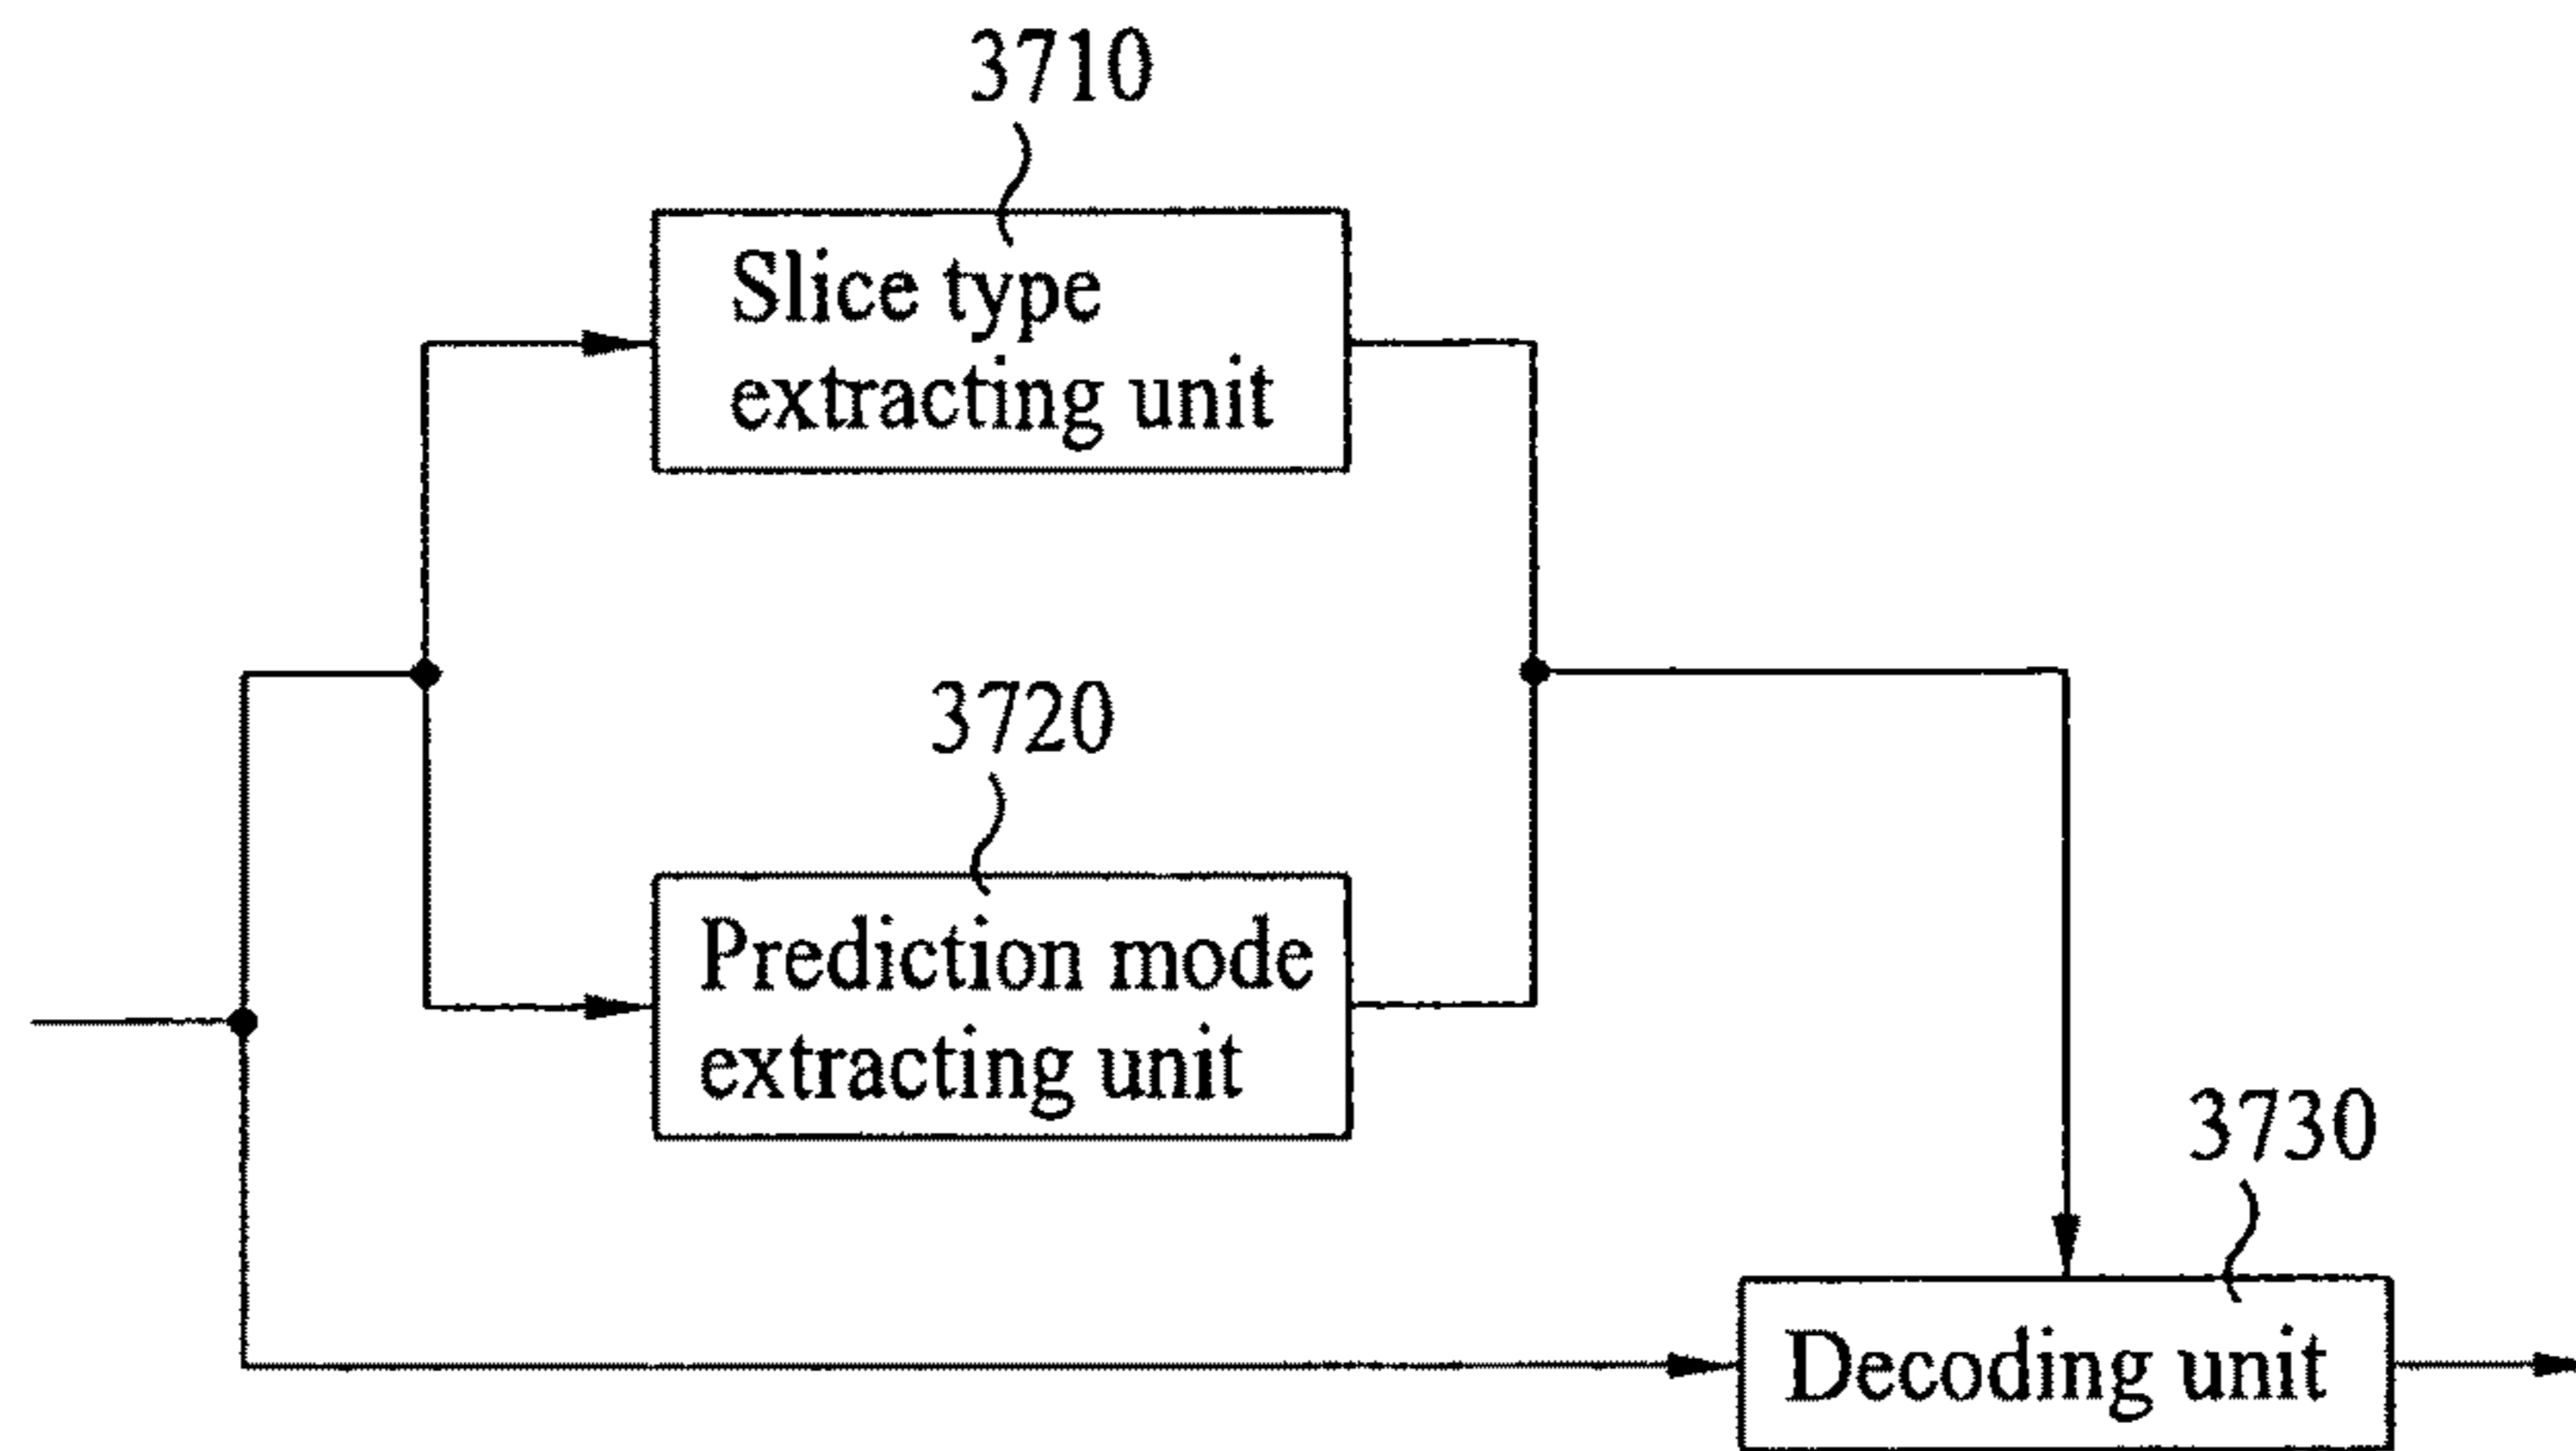 3710
Slice type
extracting unit
3720
Prediction mode
extracting unit
3730
Decoding unit